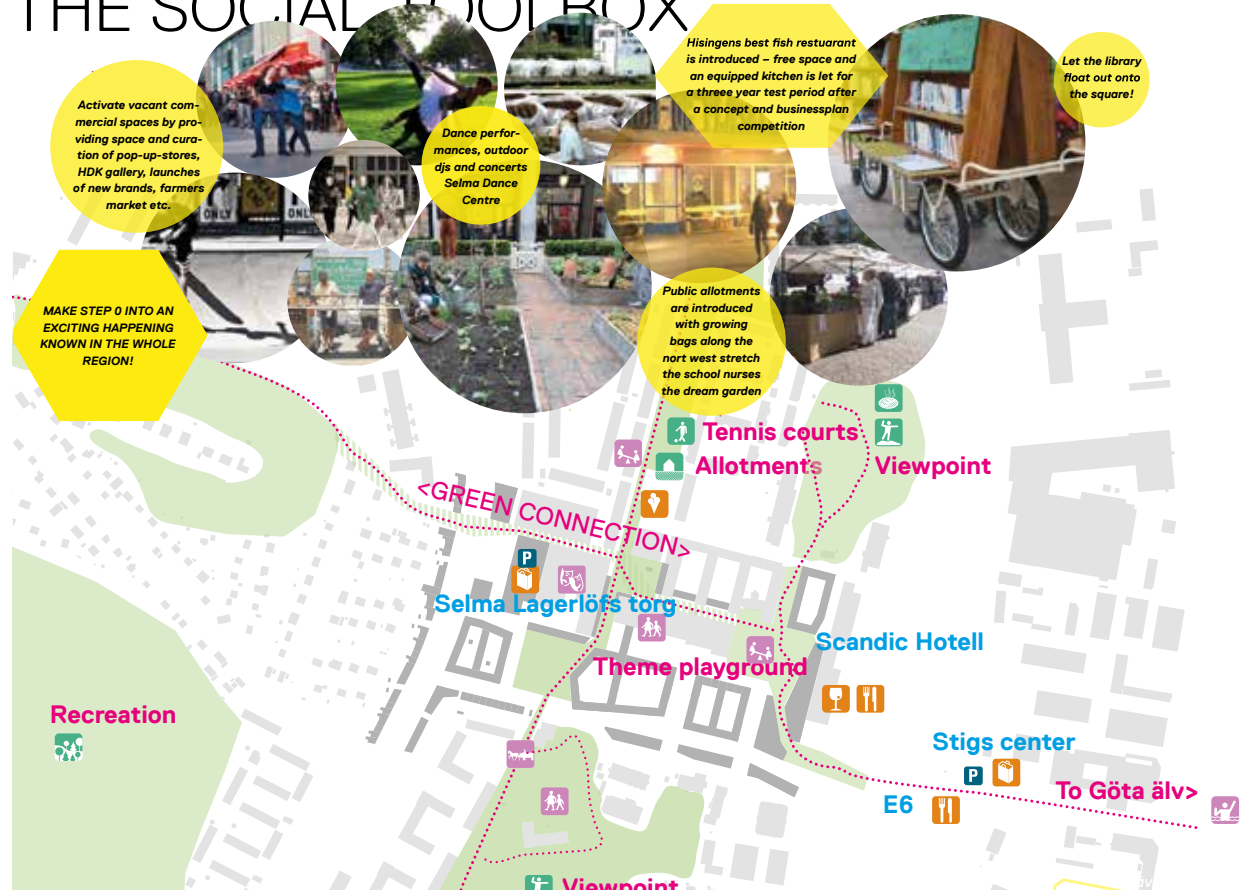 THE SOCIAL TOOLBOX
Activate vacant com-
mercial spaces by pro-
viding space and cura-
tion of pop-up-stores,
HDK gallery, launches
of new brands, farmers
market etc.
Dance perfor-
mances, outdoor
djs and concerts
Selma Dance
Centre
Hisingens best fish restuarant
is introduced – free space and
an equipped kitchen is let for
a threee year test period after
a concept and businessplan
competition
Let the library
float out onto
the square!
ONLY
ONL
MAKE STEP 0 INTO AN
EXCITING HAPPENING
KNOWN IN THE WHOLE
REGION!
Public allotments
are introduced
with growing
bags along the
nort west stretch
the school nurses
the dream garden
Tennis courts
Allotments
Viewpoint
<GREEN CONNECTION>
P
Selma Lagerlöfs torg
Scandic Hotell
Theme playground
Recreation
Stigs center
P
To Göta älv>
E6
Viewpoint